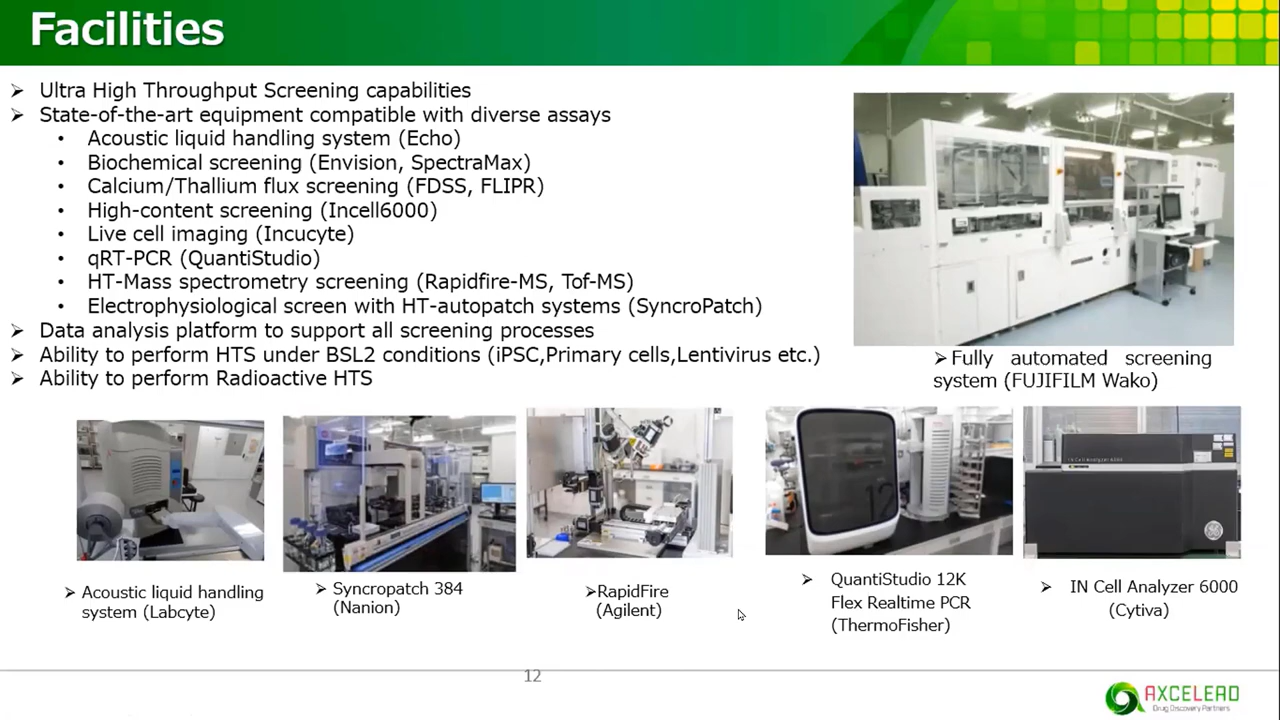 Facilities
➢ Ultra High Throughput Screening capabilities
➢ State-of-the-art equipment compatible with diverse assays
• Acoustic liquid handling system (Echo)
• Biochemical screening (Envision, SpectraMax)
• Calcium/Thallium flux screening (FDSS, FLIPR)
• High-content screening (Incell6000)
• Live cell imaging (Incucyte)
• qRT-PCR (QuantiStudio)
• HT-Mass spectrometry screening (Rapidfire-MS, Tof-MS)
• Electrophysiological screen with HT-autopatch systems (SyncroPatch)
➢ Data analysis platform to support all screening processes
➢ Ability to perform HTS under BSL2 conditions (iPSC,Primary cells,Lentivirus etc.)
➢ Ability to perform Radioactive HTS
➢ Fully automated screening
system (FUJIFILM Wako)
➢ Acoustic liquid handling
system (Labcyte)
➢ Syncropatch 384
(Nanion)
➢RapidFire
(Agilent)
➢ QuantiStudio 12K
Flex Realtime PCR
(ThermoFisher)
IN Cell Analyzer 6000
➢ IN Cell Analyzer 6000
(Cytiva)
12
AXCELEAD
Drug Discovery Partners